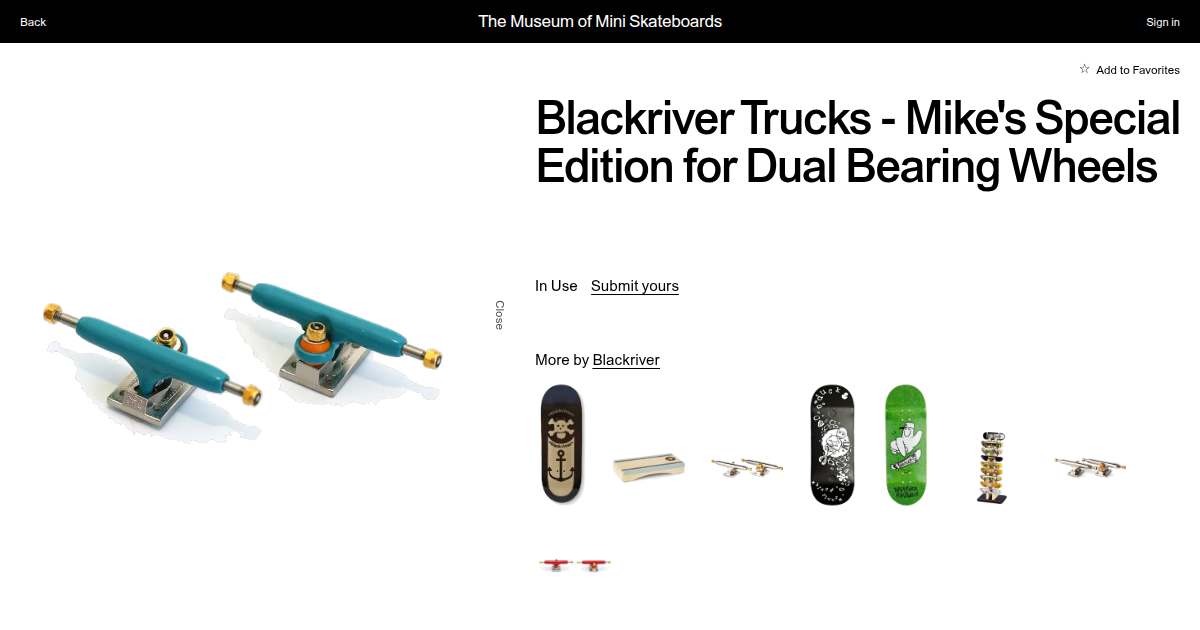 Back
The Museum of Mini Skateboards
Sign in
☆ Add to Favorites
Blackriver Trucks - Mike's Special
Edition for Dual Bearing Wheels
In Use Submit yours
Close
More by Blackriver